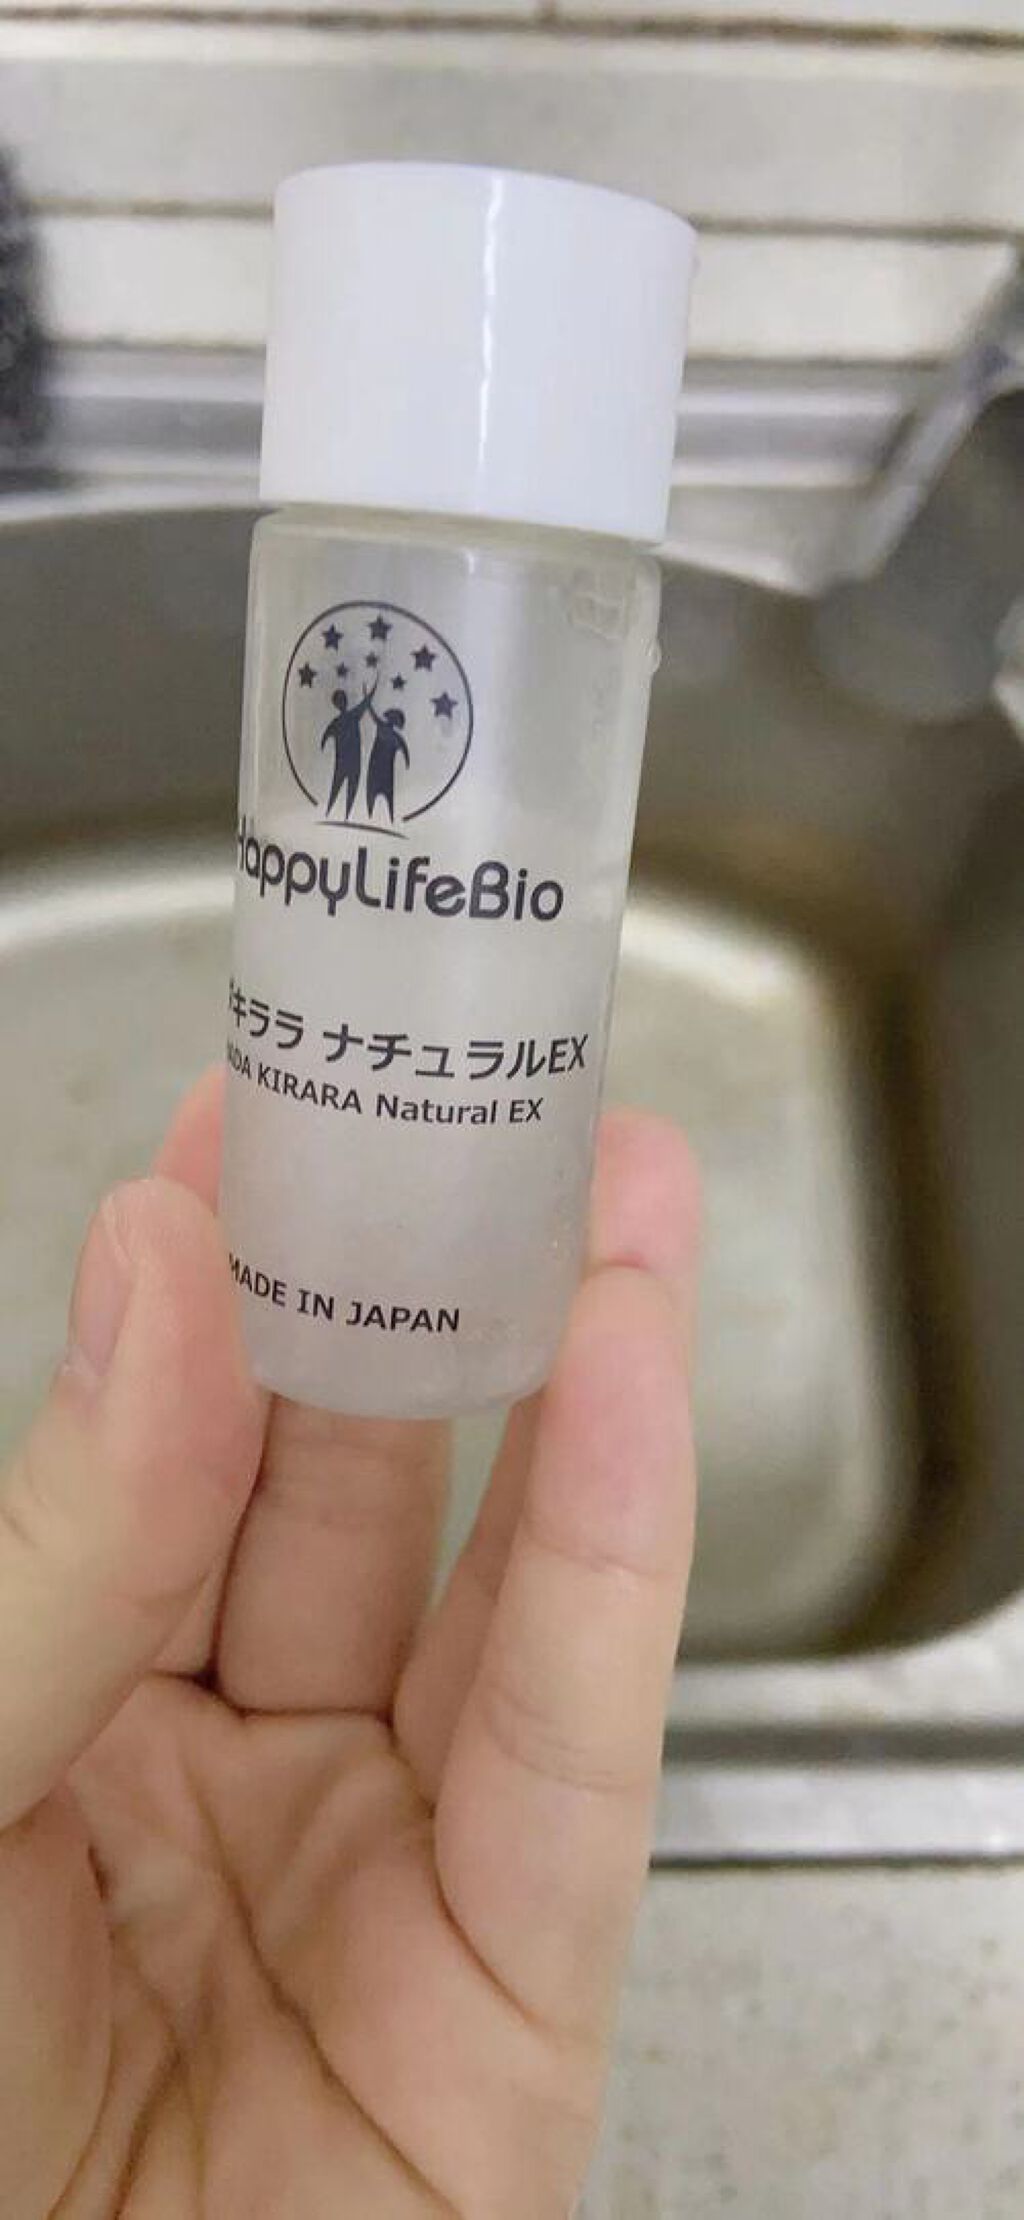 HappyLifeBio
キララ ナチュラルEX
KIRARA Natural EX
MADE IN JAPAN